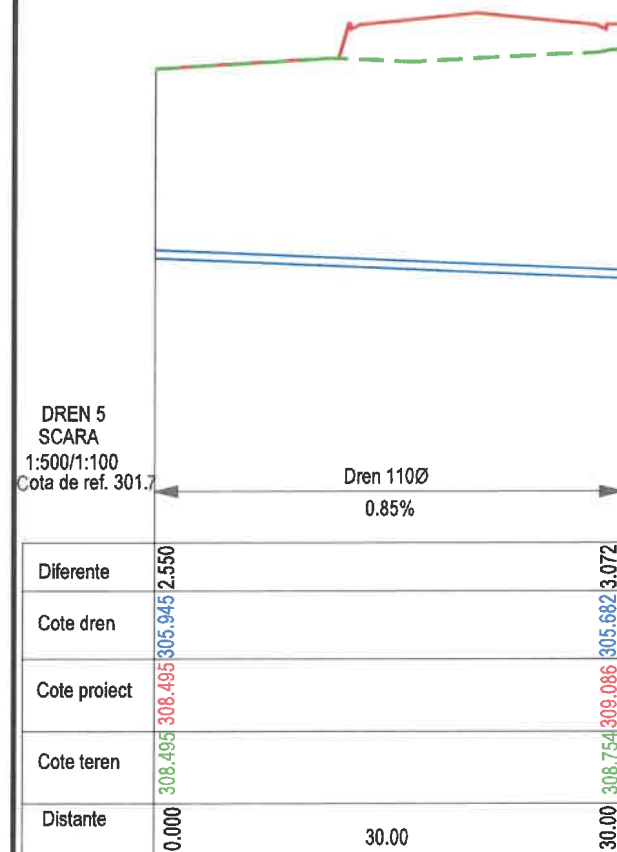 DREN 5
SCARA
1:500/1:100
Cota de ref. 301.7
Dren 110Ø
0.85%
Diferente 2.550 3.072
Cote dren 305.945 305.682
Cote proiect 308.495 309.086
Cote teren 308.495 308.754
Distante 0.000 30.00 30.00